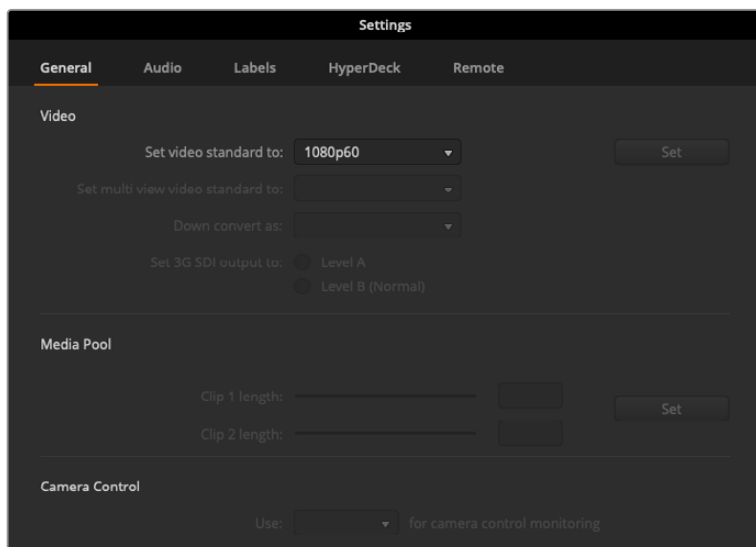 Settings
General Audio Labels HyperDeck Remote
Video
Set video standard to: 1080p60 Set
Set multi view video standard to:
Down convert as:
Set 3G SDI output to: Level A
Level B (Normal)
Media Pool
Clip 1 length:
Set
Clip 2 length:
Camera Control
Use: for camera control monitoring